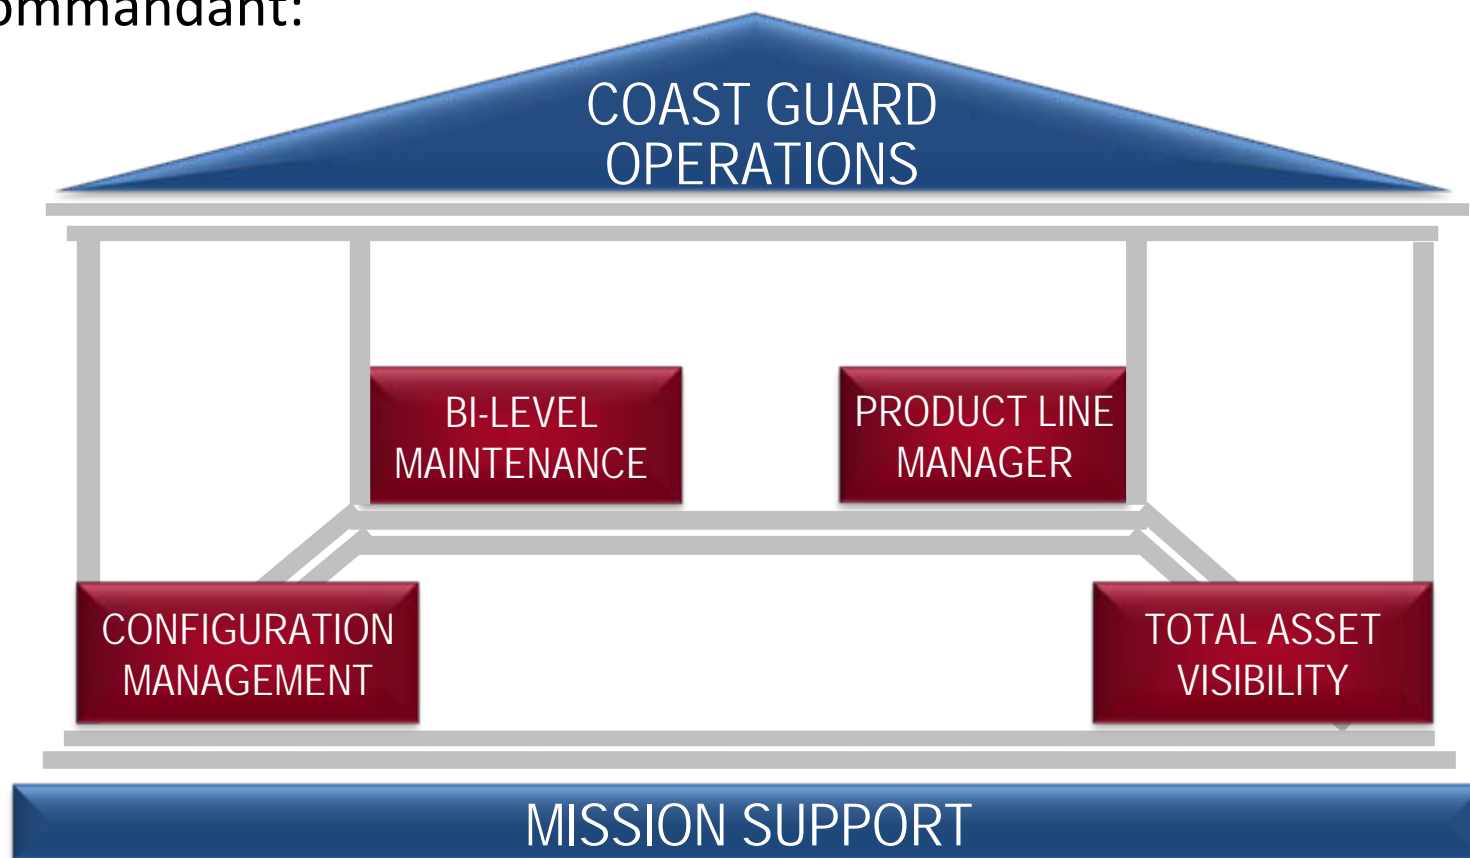 ommandant:
COAST GUARD
OPERATIONS
BI-LEVEL
MAINTENANCE
PRODUCT LINE
MANAGER
CONFIGURATION
MANAGEMENT
TOTAL ASSET
VISIBILITY
MISSION SUPPORT